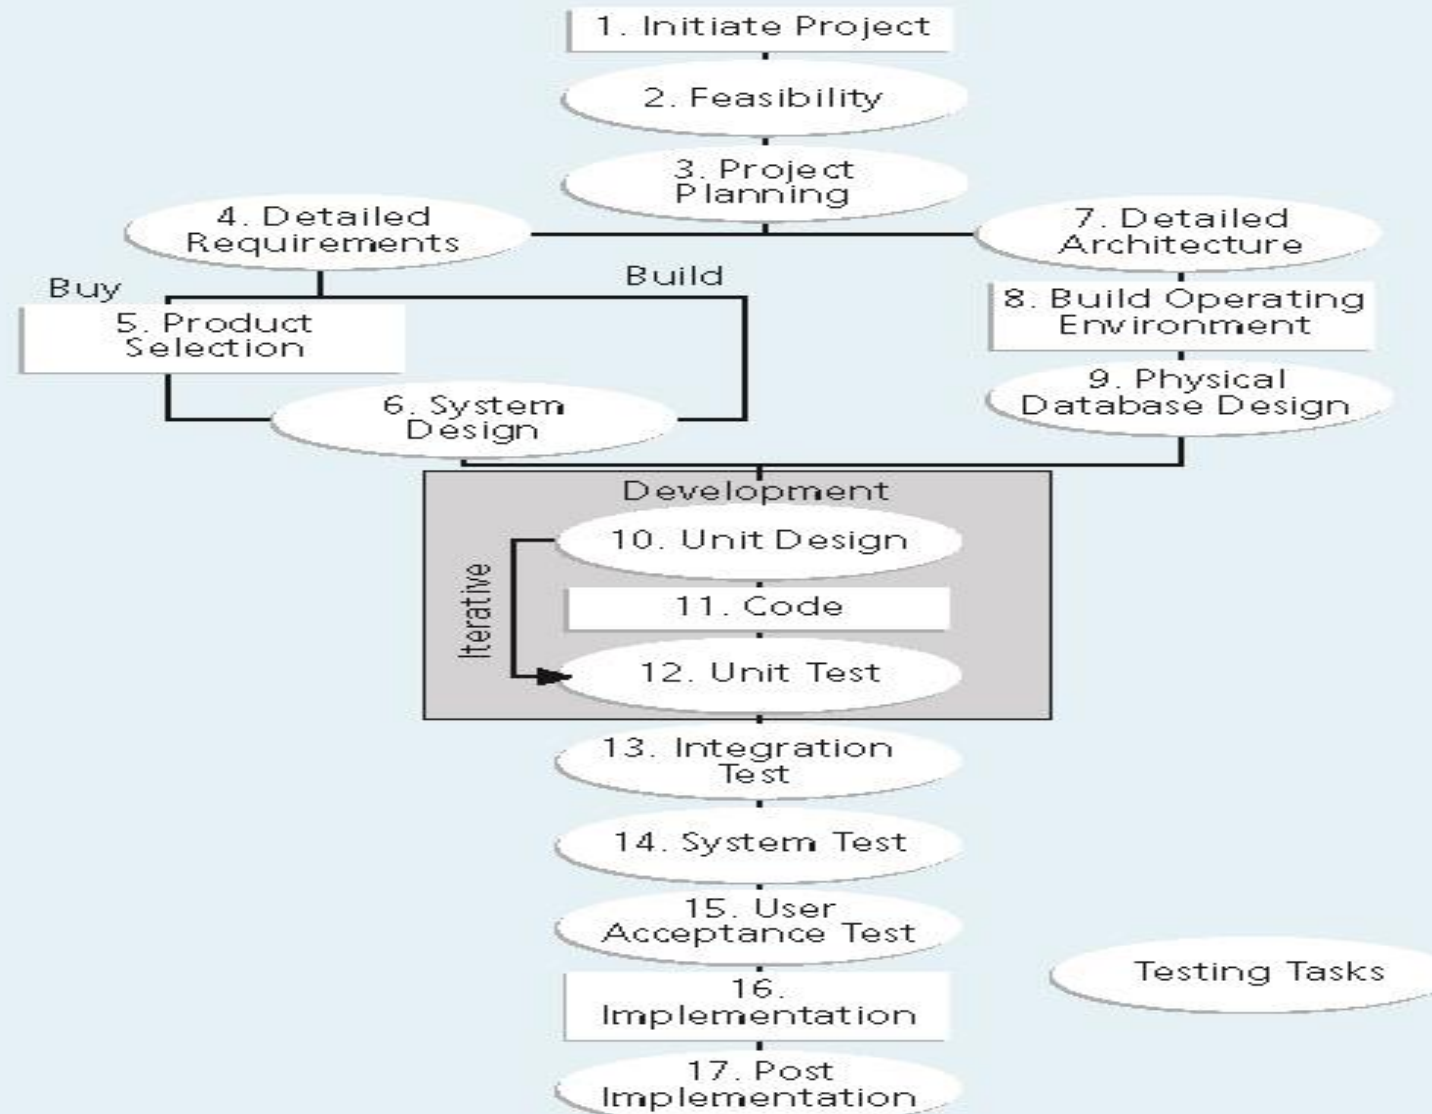 1. Initiate Project
2. Feasibility
3. Project
Planning
4. Detailed
Requirements
7. Detailed
Architecture
Buy
Build
5. Product
Selection
8. Build Operating
Environment
6. System
Design
9. Physical
Database Design
Development
Iterative
10. Unit Design
11. Code
12. Unit Test
13. Integration
Test
14. System Test
15. User
Acceptance Test
Testing Tasks
16.
Implementation
17. Post
Implementation